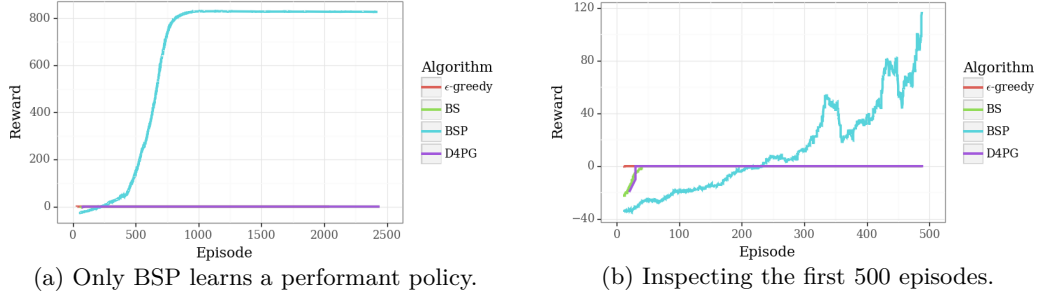 800
600
400
200
0
Reward
0
500
1000
1500
2000
2500
Episode
Algorithm
ϵ-greedy
BS
BSP
D4PG
(a) Only BSP learns a performant policy.
120
80
40
0
−40
Reward
0
100
200
300
400
500
Episode
Algorithm
ϵ-greedy
BS
BSP
D4PG
(b) Inspecting the first 500 episodes.